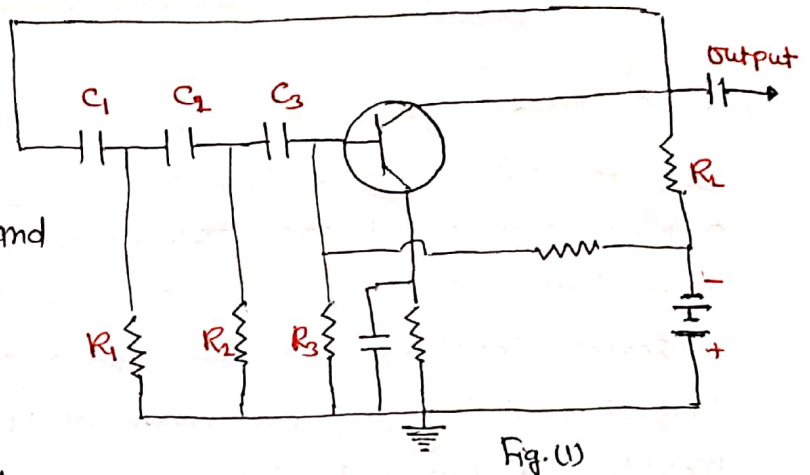 Output
C1 C2 C3
RL
and
−
R1 R2 R3
+
Fig.(1)